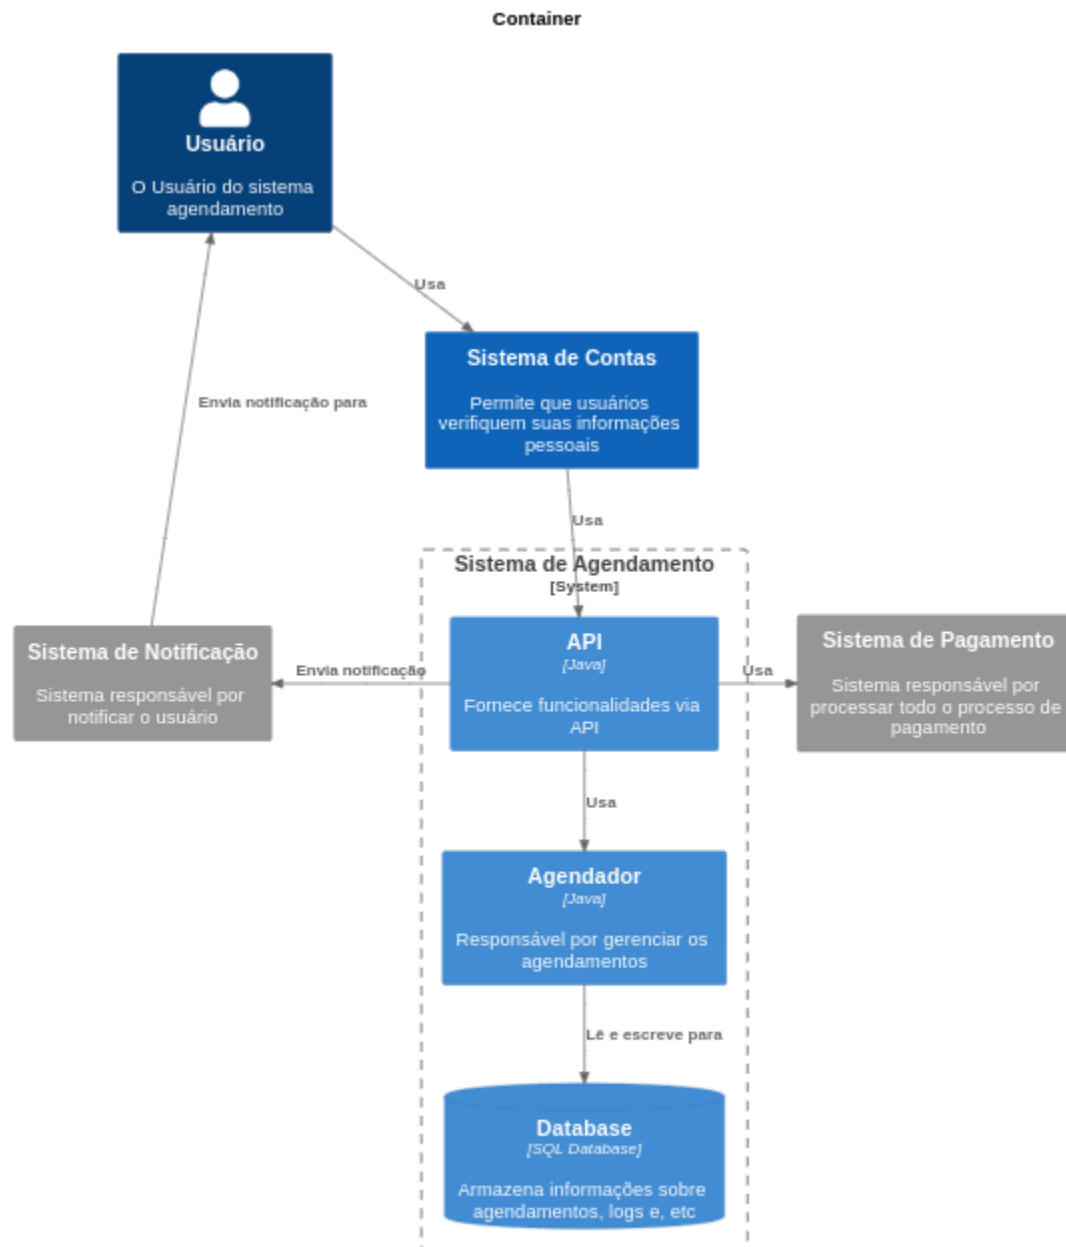 Container
Usuário
O Usuário do sistema
agendamento
Usa
Sistema de Contas
Permite que usuários
verifiquem suas informações
pessoais
Envia notificação para
Usa
Sistema de Agendamento
[System]
Sistema de Notificação
Sistema responsável por
notificar o usuário
Envia notificação
API
[Java]
Fornece funcionalidades via
API
Usa
Sistema de Pagamento
Sistema responsável por
processar todo o processo de
pagamento
Usa
Agendador
[Java]
Responsável por gerenciar os
agendamentos
Lê e escreve para
Database
[SQL Database]
Armazena informações sobre
agendamentos, logs e, etc